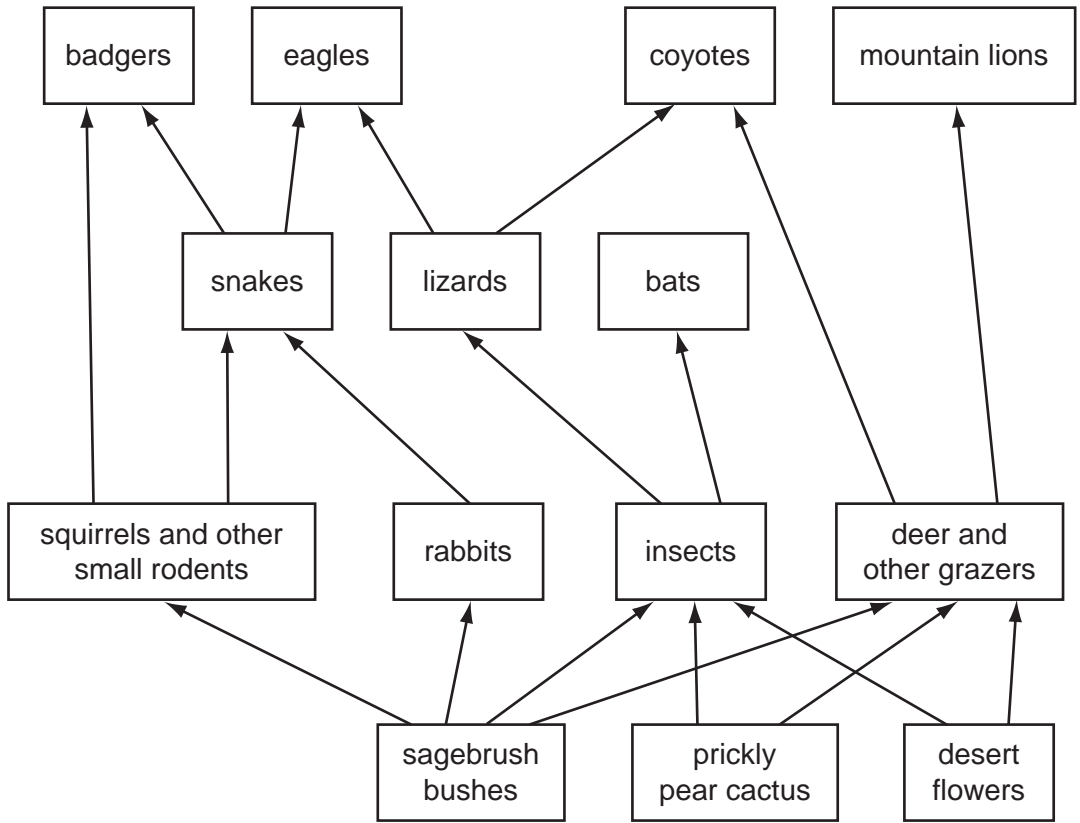 badgers
eagles
coyotes
mountain lions
snakes
lizards
bats
squirrels and other
small rodents
rabbits
insects
deer and
other grazers
sagebrush
bushes
prickly
pear cactus
desert
flowers